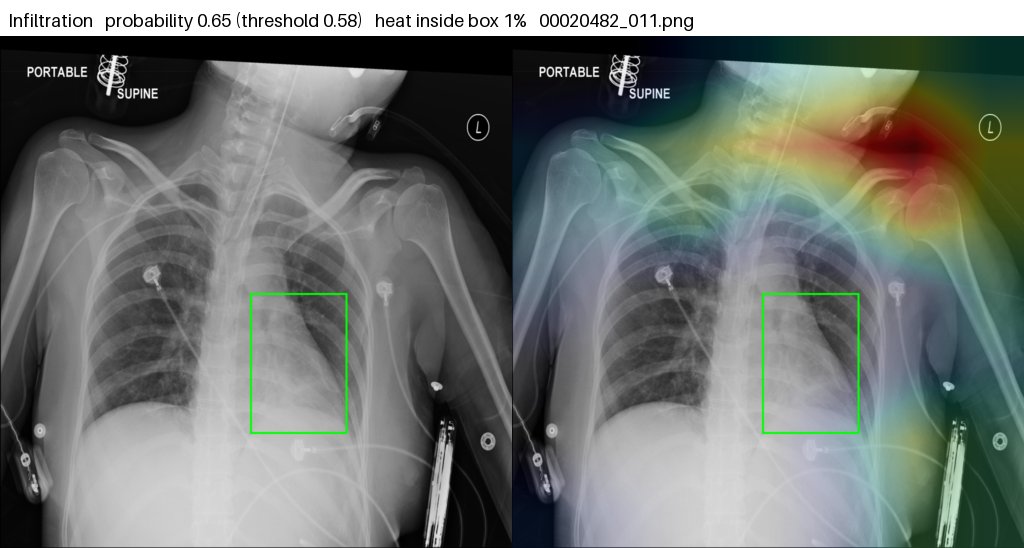 Infiltration probability 0.65 (threshold 0.58) heat inside box 1% 00020482_011.png
PORTABLE
SUPINE
L
PORTABLE
SUPINE
L